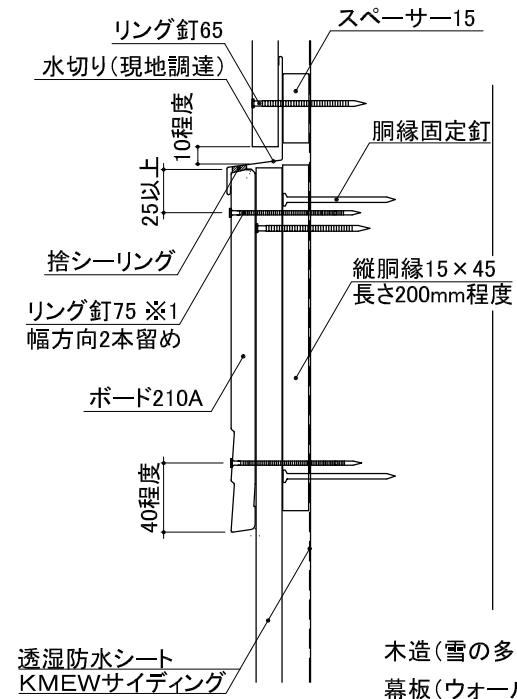 リング釘65
スペーサー15
水切り(現地調達)
10程度
胴縁固定釘
25以上
捨シーリング
縦胴縁15×45
長さ200mm程度
リング釘75 ※1
幅方向2本留め
ボード210A
40程度
透湿防水シート
KMEWサイディング
木造(雪の多
幕板(ウォール